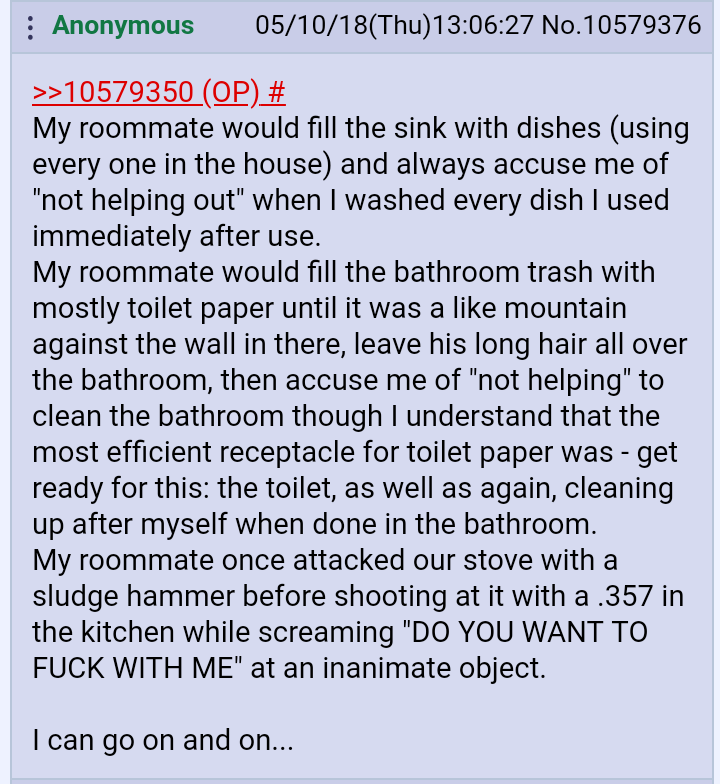 Anonymous 05/10/18(Thu)13:06:27 No.10579376
>>10579350 (OP) #
My roommate would fill the sink with dishes (using
every one in the house) and always accuse me of
"not helping out" when I washed every dish I used
immediately after use.
My roommate would fill the bathroom trash with
mostly toilet paper until it was a like mountain
against the wall in there, leave his long hair all over
the bathroom, then accuse me of "not helping" to
clean the bathroom though I understand that the
most efficient receptacle for toilet paper was - get
ready for this: the toilet, as well as again, cleaning
up after myself when done in the bathroom.
My roommate once attacked our stove with a
sludge hammer before shooting at it with a .357 in
the kitchen while screaming "DO YOU WANT TO
FUCK WITH ME" at an inanimate object.

I can go on and on...